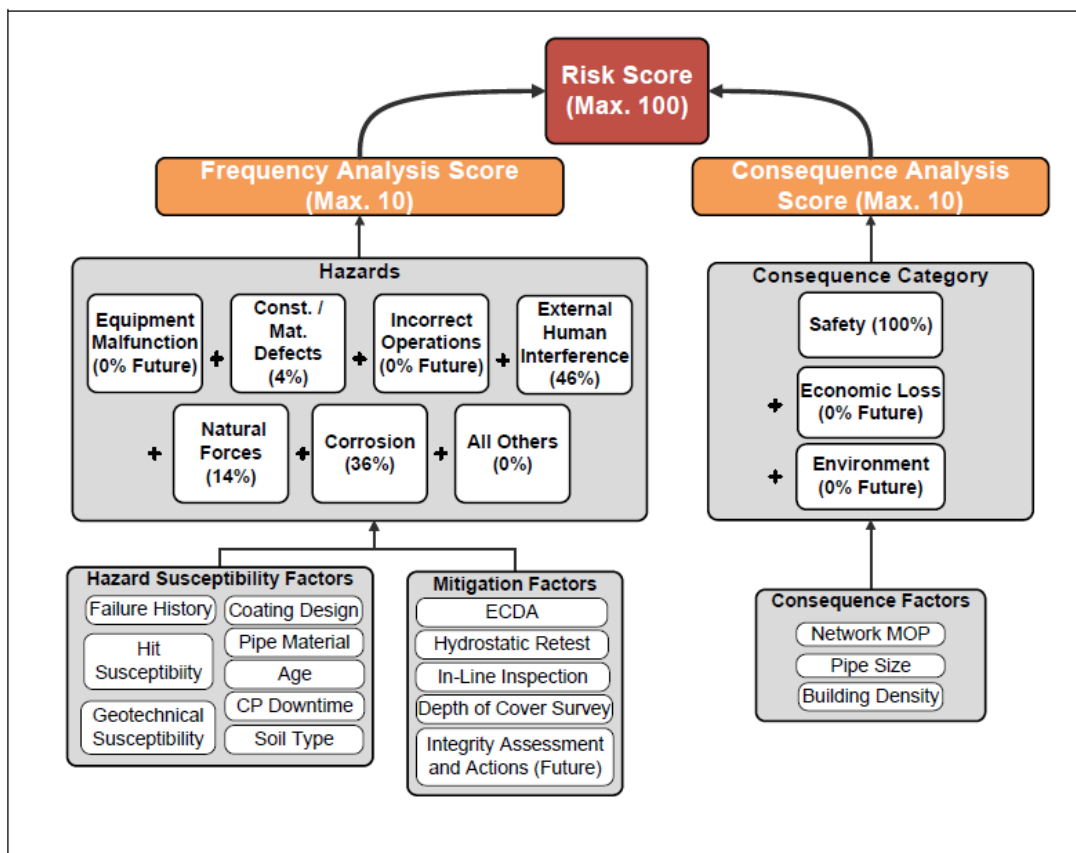 Risk Score
(Max. 100)
Frequency Analysis Score
(Max. 10)
Consequence Analysis
Score (Max. 10)
Hazards
Equipment
Malfunction
(0% Future)
+
Const. /
Mat.
Defects
(4%)
+
Incorrect
Operations
(0% Future)
+
External
Human
Interference
(46%)
+
Natural
Forces
(14%)
+
Corrosion
(36%)
+
All Others
(0%)
Consequence Category
Safety (100%)
+
Economic Loss
(0% Future)
+
Environment
(0% Future)
Hazard Susceptibility Factors
Failure History
Hit
Susceptibiity
Geotechnical
Susceptibility
Coating Design
Pipe Material
Age
CP Downtime
Soil Type
Mitigation Factors
ECDA
Hydrostatic Retest
In-Line Inspection
Depth of Cover Survey
Integrity Assessment
and Actions (Future)
Consequence Factors
Network MOP
Pipe Size
Building Density